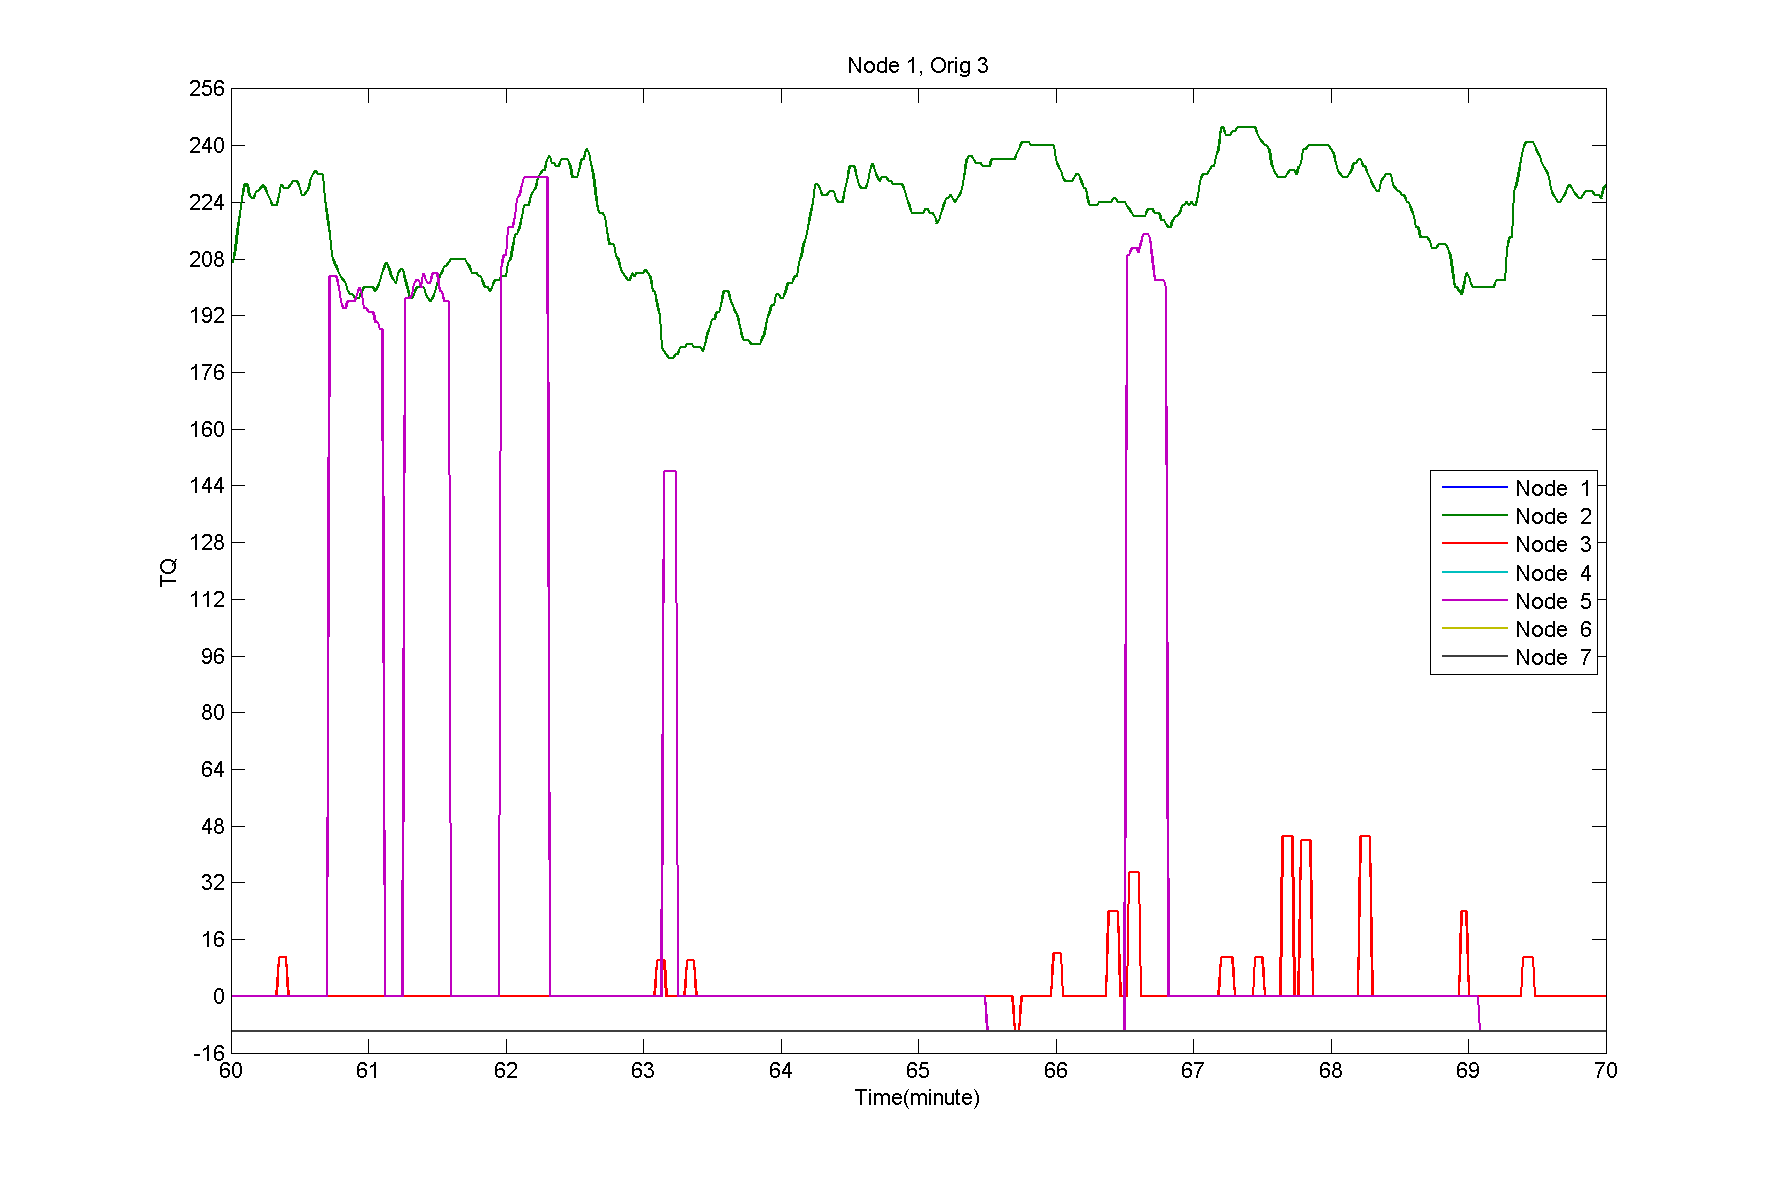 Node 1, Orig 3
256
240
224
208
192
176
160
144
128
112
96
80
64
48
32
16
0
-16
TQ
60 61 62 63 64 65 66 67 68 69 70
Time(minute)
Node 1
Node 2
Node 3
Node 4
Node 5
Node 6
Node 7